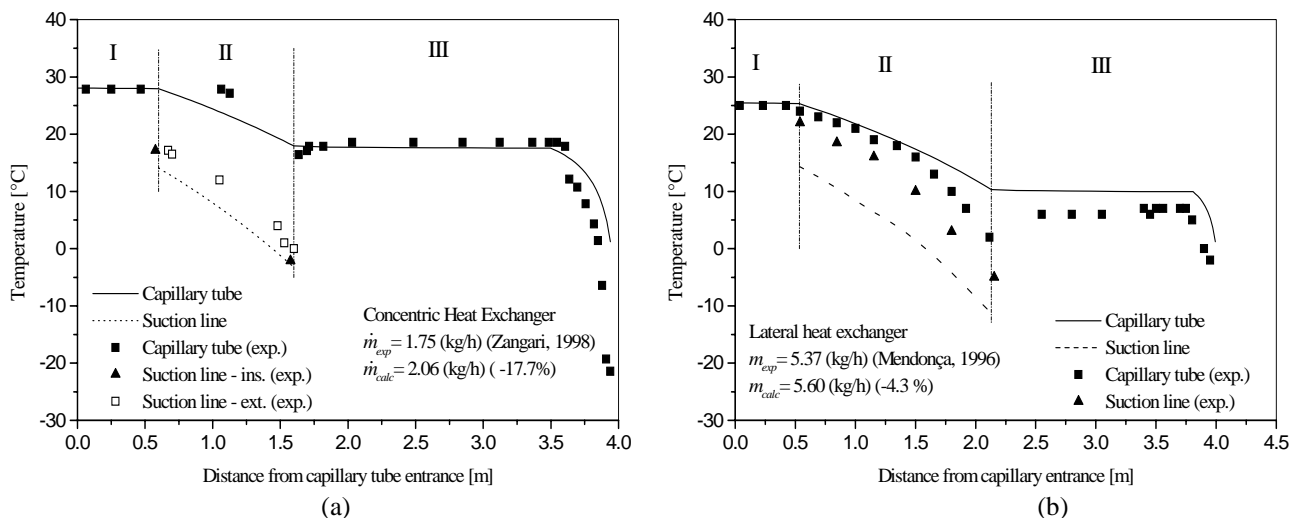 40
30
20
10
0
-10
-20
-30
Temperature [°C]
I
II
III
Capillary tube
Suction line
Capillary tube (exp.)
Suction line - ins. (exp.)
Suction line - ext. (exp.)
Concentric Heat Exchanger
ṁexp= 1.75 (kg/h) (Zangari, 1998)
ṁcalc= 2.06 (kg/h) ( -17.7%)
0.0 0.5 1.0 1.5 2.0 2.5 3.0 3.5 4.0
Distance from capillary tube entrance [m]
(a)
40
30
20
10
0
-10
-20
-30
Temperature [°C]
I
II
III
Lateral heat exchanger
mexp= 5.37 (kg/h) (Mendonça, 1996)
mcalc= 5.60 (kg/h) (-4.3 %)
Capillary tube
Suction line
Capillary tube (exp.)
Suction line (exp.)
0.0 0.5 1.0 1.5 2.0 2.5 3.0 3.5 4.0 4.5
Distance from capillary entrance [m]
(b)